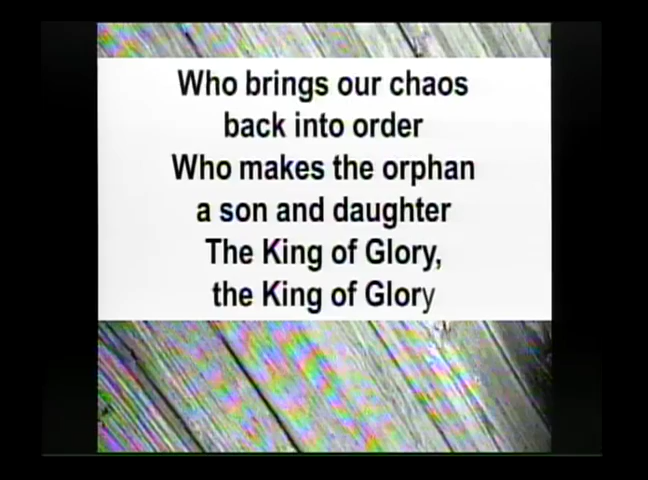 Who brings our chaos
back into order
Who makes the orphan
a son and daughter
The King of Glory,
the King of Glory